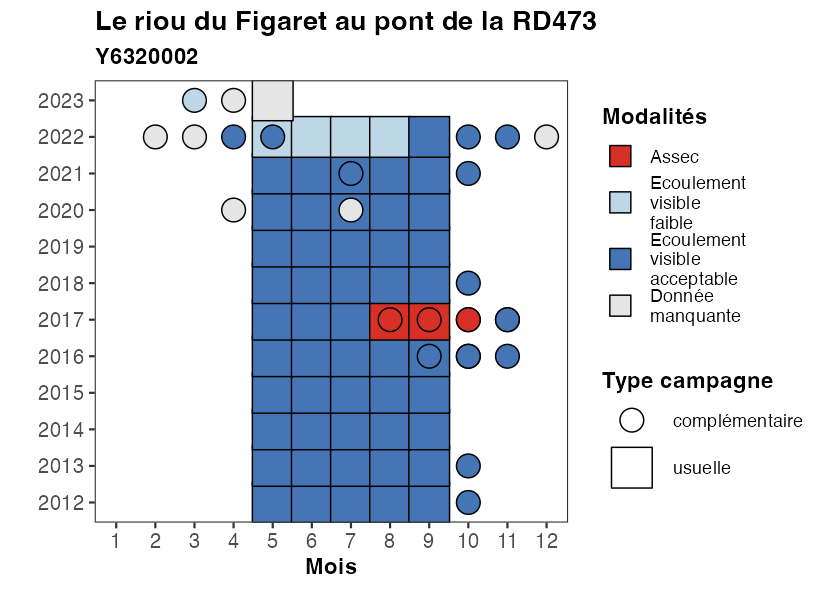 Le riou du Figaret au pont de la RD473
Y6320002
2023
2022
2021
2020
2019
2018
2017
2016
2015
2014
2013
2012
1 2 3 4 5 6 7 8 9 10 11 12
Mois
Modalités
Assec
Ecoulement
visible
faible
Ecoulement
visible
acceptable
Donnée
manquante
Type campagne
complémentaire
usuelle